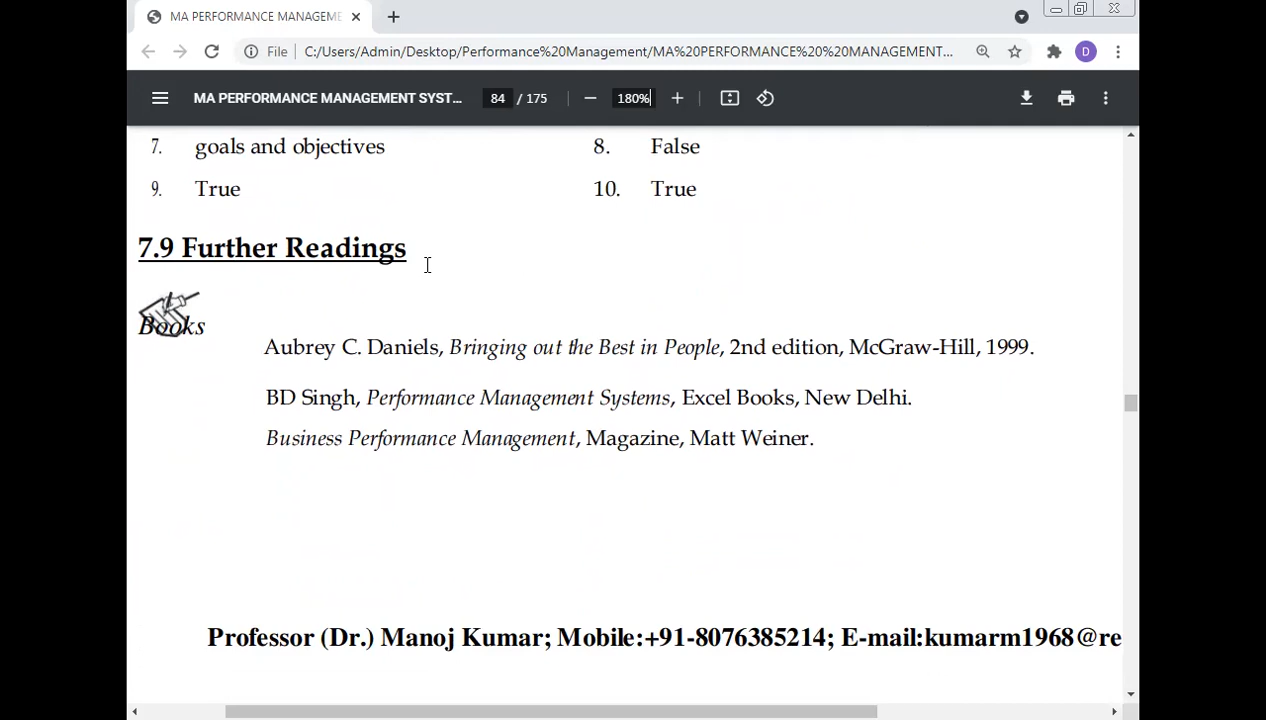 MA PERFORMANCE MANAGEME
File C:/Users/Admin/Desktop/Performance%20Management/MA%20PERFORMANCE%20%20MANAGEMENT... D
MA PERFORMANCE MANAGEMENT SYST... 84 / 175 180%
7. goals and objectives 8. False
9. True 10. True
7.9 Further Readings
Books
Aubrey C. Daniels, Bringing out the Best in People, 2nd edition, McGraw-Hill, 1999.
BD Singh, Performance Management Systems, Excel Books, New Delhi.
Business Performance Management, Magazine, Matt Weiner.
Professor (Dr.) Manoj Kumar; Mobile:+91-8076385214; E-mail:kumarm1968@re